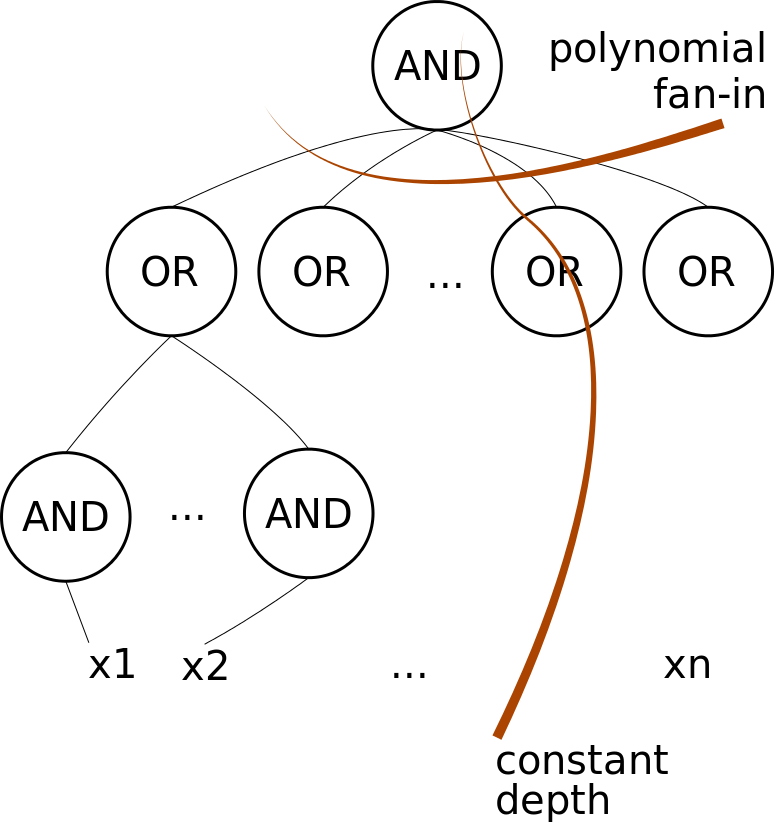 AND
polynomial
fan-in
OR OR ... OR OR
AND ... AND
x1 x2 ... xn
constant
depth